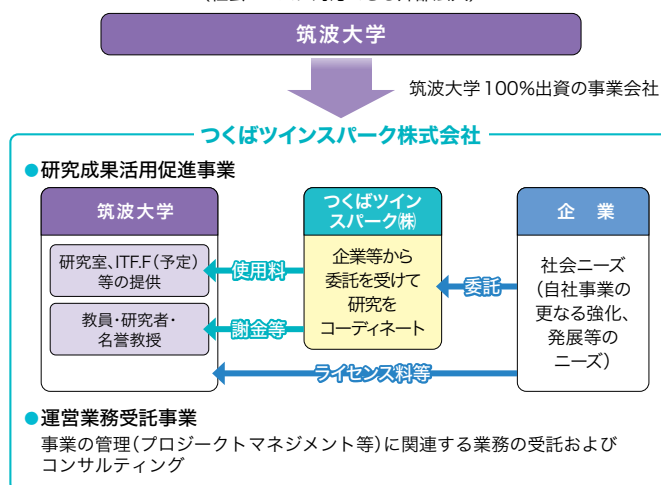 筑波大学
筑波大学100%出資の事業会社
つくばツインスパーク株式会社
●研究成果活用促進事業
筑波大学
研究室、ITF.F（予定）
等の提供
教員・研究者・
名誉教授
つくばツイン
スパーク㈱
企業等から
委託を受けて
研究を
コーディネート
企業
社会ニーズ
（自社事業の
更なる強化、
発展等の
ニーズ）
使用料
謝金等
委託
ライセンス料等
●運営業務受託事業
事業の管理（プロジェクトマネジメント等）に関連する業務の受託および
コンサルティング